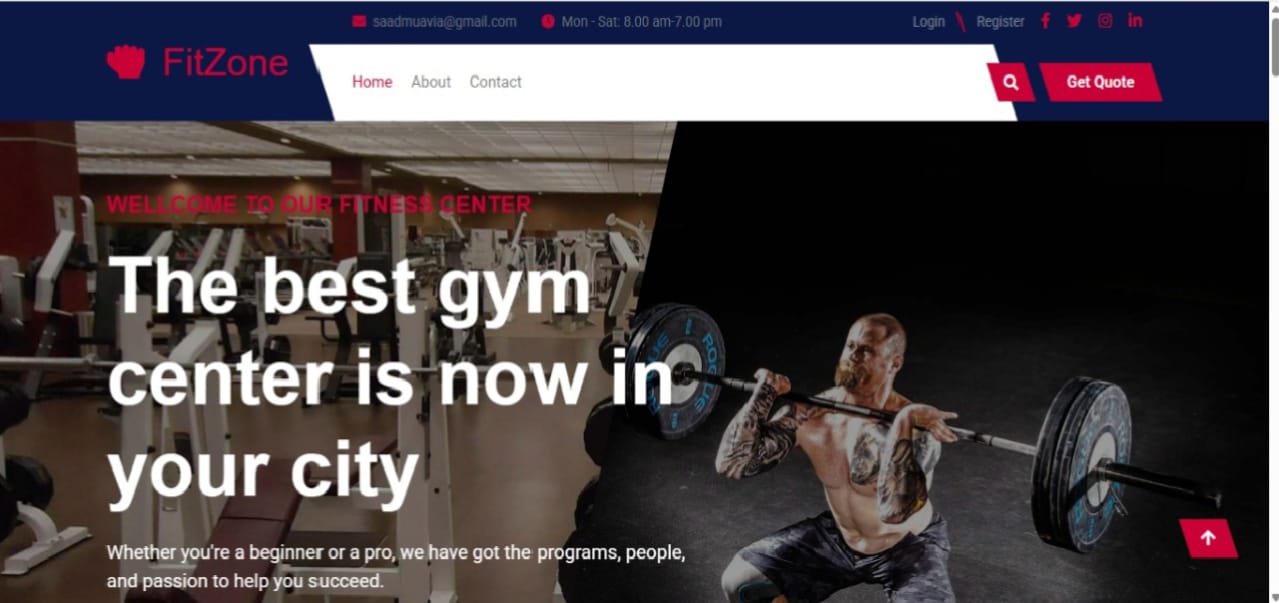 saadmuavia@gmail.com Mon - Sat: 8.00 am-7.00 pm Login \ Register
FitZone
Home About Contact Get Quote
WELLCOME TO OUR FITNESS CENTER
The best gym
center is now in
your city
Whether you're a beginner or a pro, we have got the programs, people,
and passion to help you succeed.
ROGUE